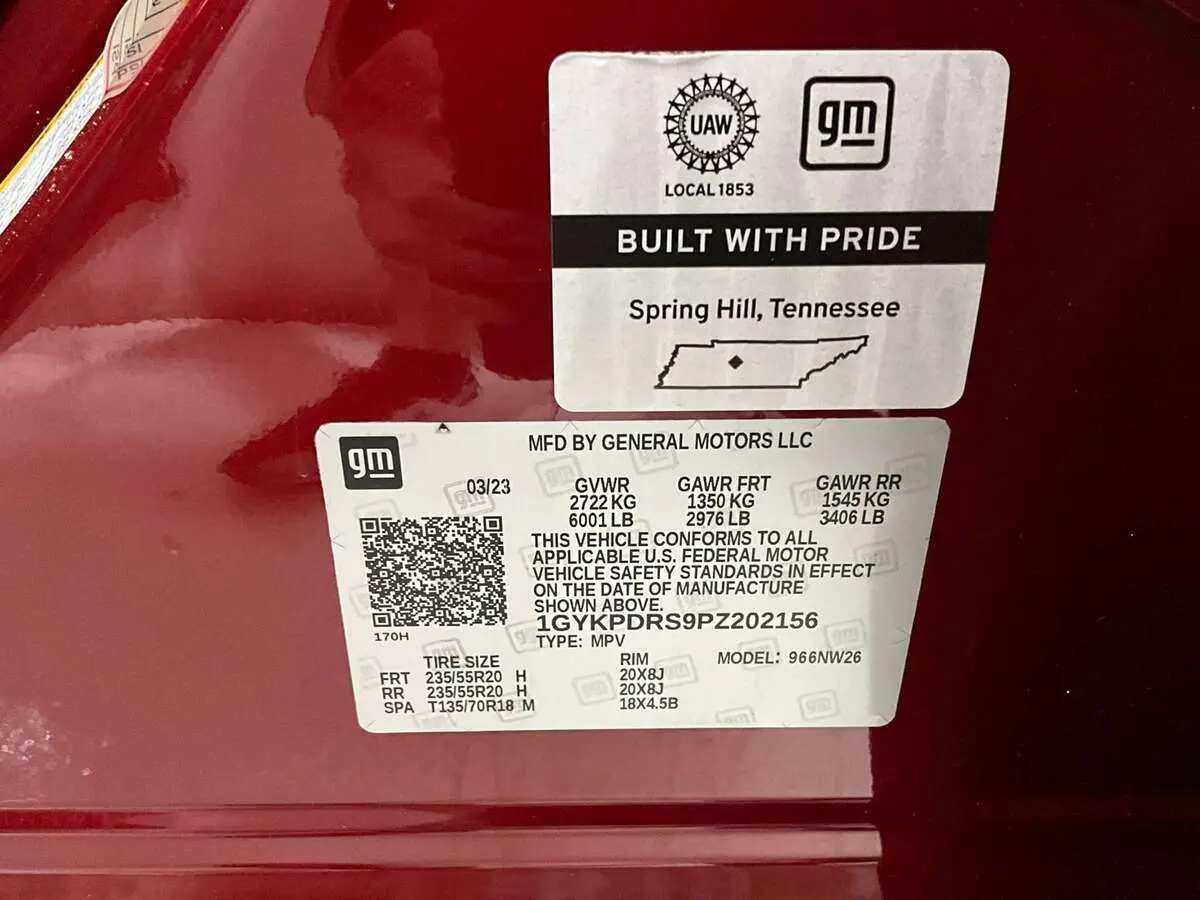 UAW
gm
LOCAL 1853
BUILT WITH PRIDE
Spring Hill, Tennessee
gm
MFD BY GENERAL MOTORS LLC
03/23 GVWR GAWR FRT GAWR RR
2722 KG 1350 KG 1545 KG
6001 LB 2976 LB 3406 LB
THIS VEHICLE CONFORMS TO ALL
APPLICABLE U.S. FEDERAL MOTOR
VEHICLE SAFETY STANDARDS IN EFFECT
ON THE DATE OF MANUFACTURE
SHOWN ABOVE.
1GYKPDRS9PZ202156
170H
TYPE: MPV
TIRE SIZE RIM MODEL: 966NW26
FRT 235/55R20 H 20X8J
RR 235/55R20 H 20X8J
SPA T135/70R18 M 18X4.5B